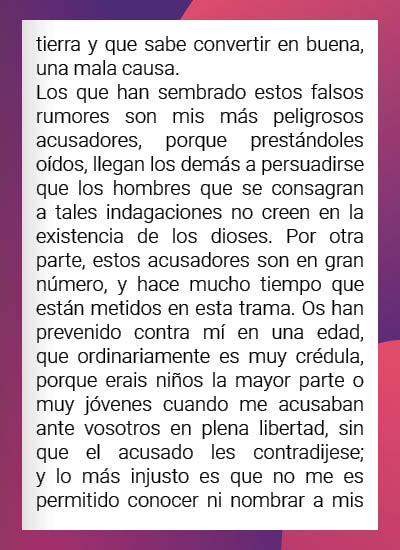 tierra y que sabe convertir en buena,
una mala causa.
Los que han sembrado estos falsos
rumores son mis más peligrosos
acusadores, porque prestándoles
oídos, llegan los demás a persuadirse
que los hombres que se consagran
a tales indagaciones no creen en la
existencia de los dioses. Por otra
parte, estos acusadores son en gran
número, y hace mucho tiempo que
están metidos en esta trama. Os han
prevenido contra mí en una edad,
que ordinariamente es muy crédula,
porque erais niños la mayor parte o
muy jóvenes cuando me acusaban
ante vosotros en plena libertad, sin
que el acusado les contradijese;
y lo más injusto es que no me es
permitido conocer ni nombrar a mis